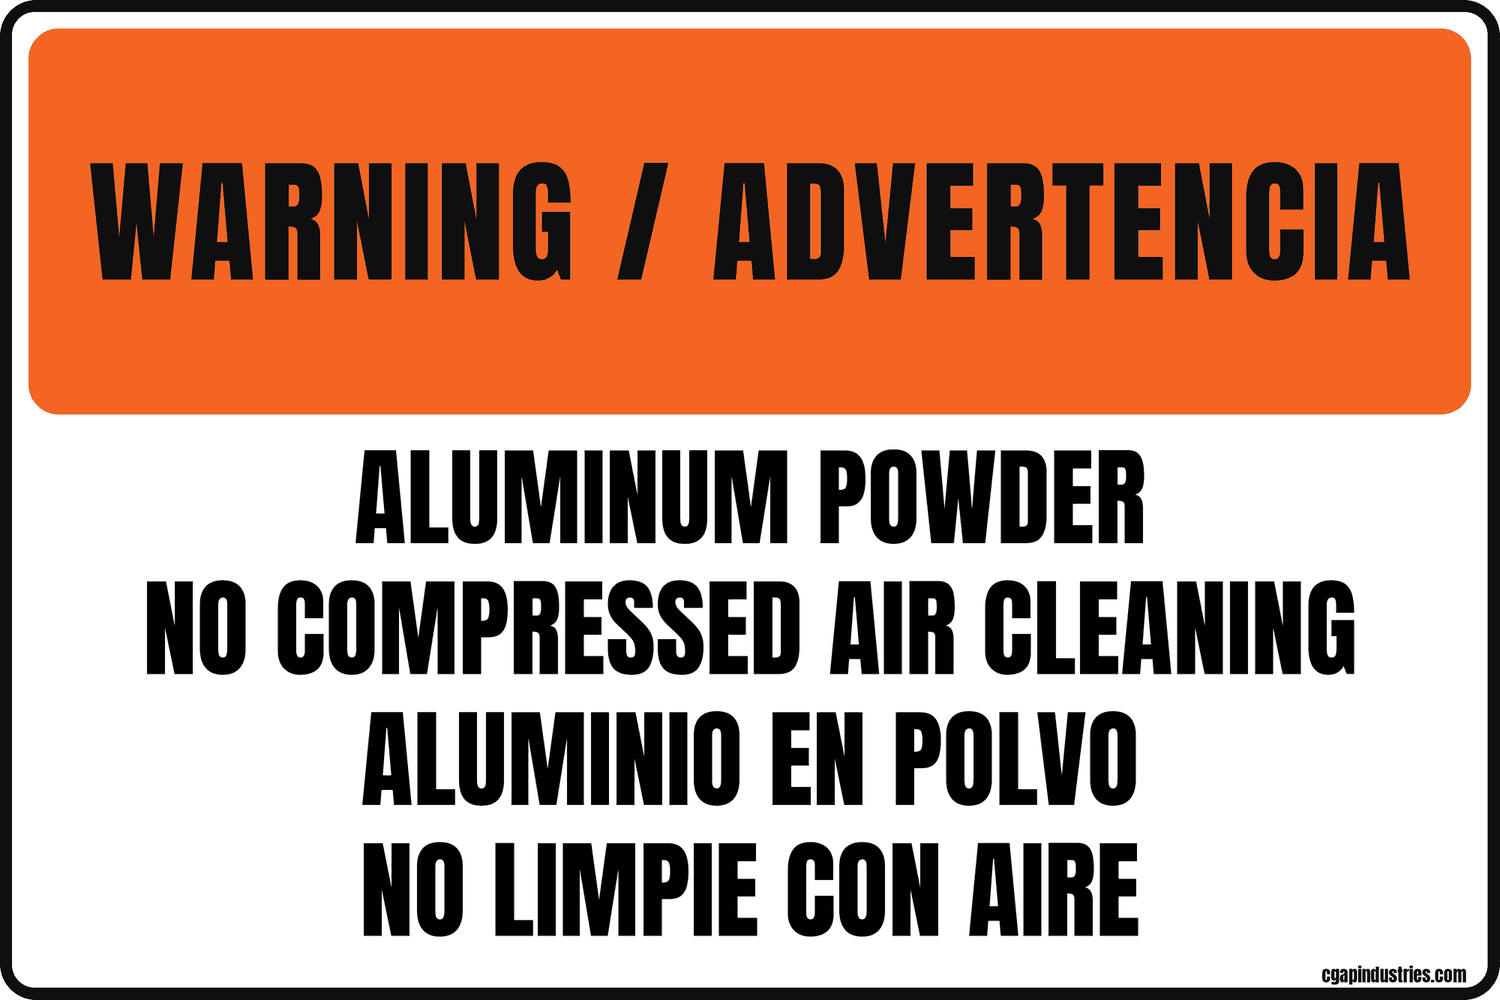 WARNING / ADVERTENCIA
ALUMINUM POWDER
NO COMPRESSED AIR CLEANING
ALUMINIO EN POLVO
NO LIMPIE CON AIRE
cgapindustries.com